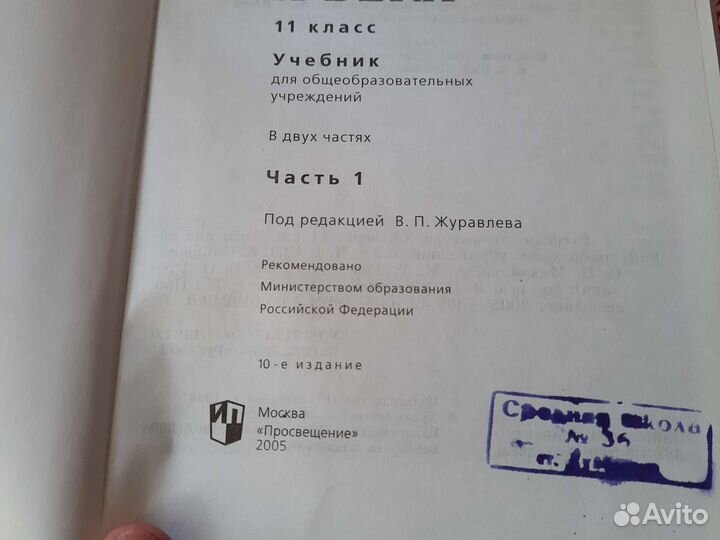 11 класс
Учебник
для общеобразовательных
учреждений
В двух частях
Часть 1
Под редакцией В. П. Журавлева
Рекомендовано
Министерством образования
Российской Федерации
10-е издание
ИП
Москва
«Просвещение»
2005
Средняя школа
№
Avito